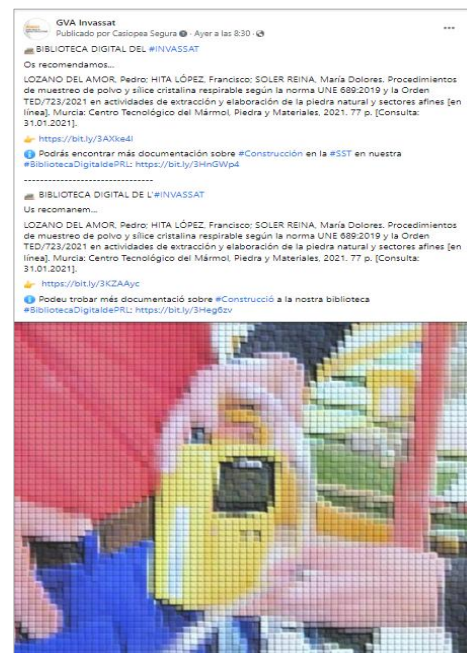 GVA Invassat
Publicado por Casiopea Segura · Ayer a las 8:30 ·
BIBLIOTECA DIGITAL DEL #INVASSAT
Os recomendamos...
LOZANO DEL AMOR, Pedro; HITA LÓPEZ, Francisco; SOLER REINA, María Dolores. Procedimientos
de muestreo de polvo y sílice cristalina respirable según la norma UNE 689:2019 y la Orden
TED/723/2021 en actividades de extracción y elaboración de la piedra natural y sectores afines [en
línea]. Murcia: Centro Tecnológico del Mármol, Piedra y Materiales, 2021. 77 p. [Consulta:
31.01.2021].
👉 https://bit.ly/3AXke4l
ℹ️ Podrás encontrar más documentación sobre #Construcción en la #SST en nuestra
#BibliotecaDigitaldePRL: https://bit.ly/3HnGWp4
--------------------------------
BIBLIOTECA DIGITAL DE L'#INVASSAT
Us recomanem...
LOZANO DEL AMOR, Pedro; HITA LÓPEZ, Francisco; SOLER REINA, María Dolores. Procedimientos
de muestreo de polvo y sílice cristalina respirable según la norma UNE 689:2019 y la Orden
TED/723/2021 en actividades de extracción y elaboración de la piedra natural y sectores afines [en
línea]. Murcia: Centro Tecnológico del Mármol, Piedra y Materiales, 2021. 77 p. [Consulta:
31.01.2021].
👉 https://bit.ly/3KZAAyc
ℹ️ Podeu trobar més documentació sobre #Construcció a la nostra biblioteca
#BibliotecaDigitaldePRL: https://bit.ly/3Heg6zv